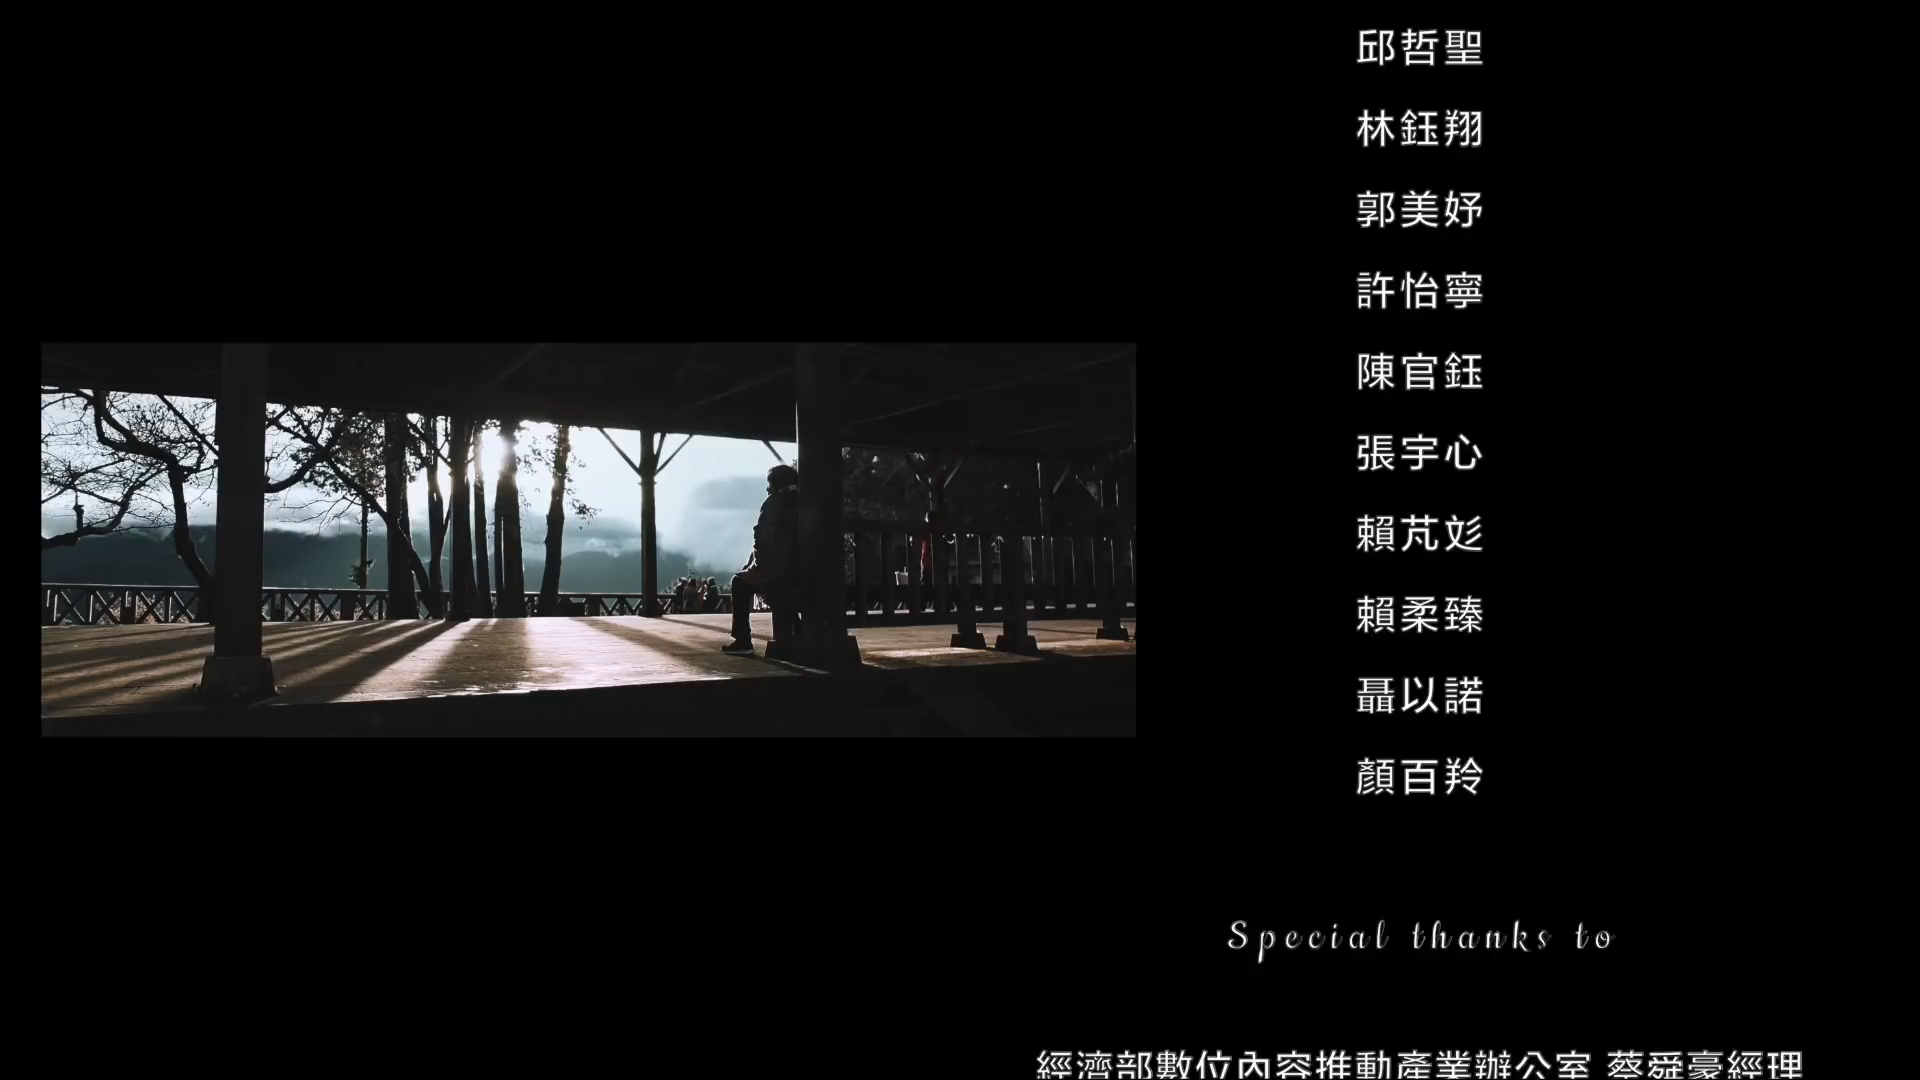 邱哲聖
林鈺翔
郭美妤
許怡寧
陳官鈺
張宇心
賴芃彣
賴柔臻
聶以諾
顏百羚
Special thanks to
經濟部數位內容推動產業辦公室 蔡舜豪經理